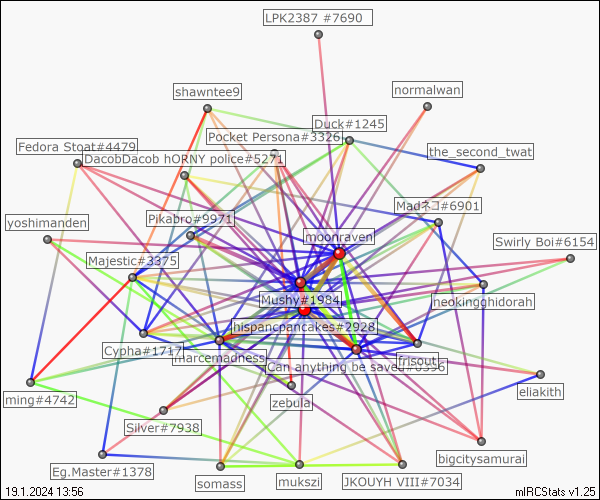 LPK2387 #7690
shawntee9
normalwan
Duck#1245
Pocket Persona#3326
Fedora Stoat#4479
DacobDacob hORNY police#5271
the_second_twat
Madネコ#6901
Pikabro#9971
yoshimanden
moonraven
Swirly Boi#6154
Majestic#3375
Mushy#1984
neokingghidorah
hispancpancakes#2928
Cypha#1717
marcemadness
frisout
Can anything be saved#6396
ming#4742
zebula
eliakith
Silver#7938
bigcitysamurai
Eg.Master#1378
somass
mukszi
JKOUYH VIII#7034
19.1.2024 13:56
mIRCStats v1.25